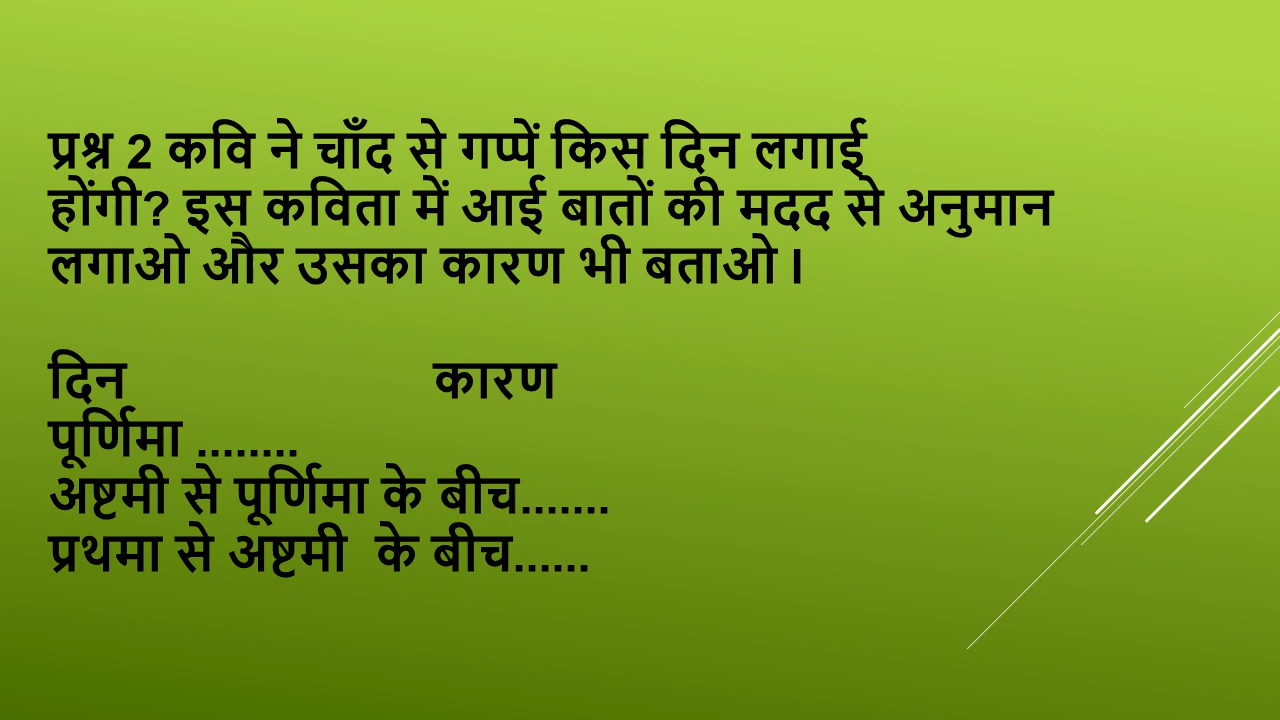 प्रश्न 2 कवि ने चाँद से गप्पें किस दिन लगाई
होंगी? इस कविता में आई बातों की मदद से अनुमान
लगाओ और उसका कारण भी बताओ l
दिन कारण
पूर्णिमा ........
अष्टमी से पूर्णिमा के बीच.......
प्रथमा से अष्टमी के बीच......